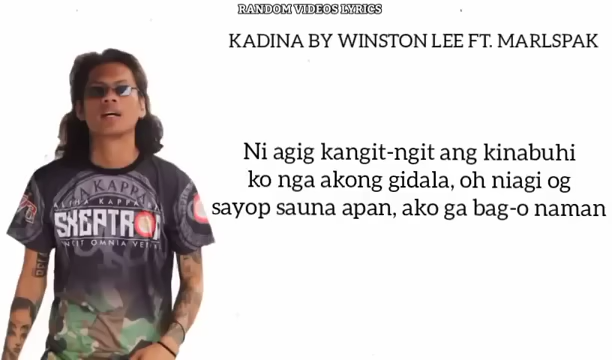 RANDOM VIDEOS LYRICS
KADINA BY WINSTON LEE FT. MARLSPAK
Ni agig kangit-ngit ang kinabuhi
ko nga akong gidala, oh niagi og
sayop sauna apan, ako ga bag-o naman
SKEPTRON